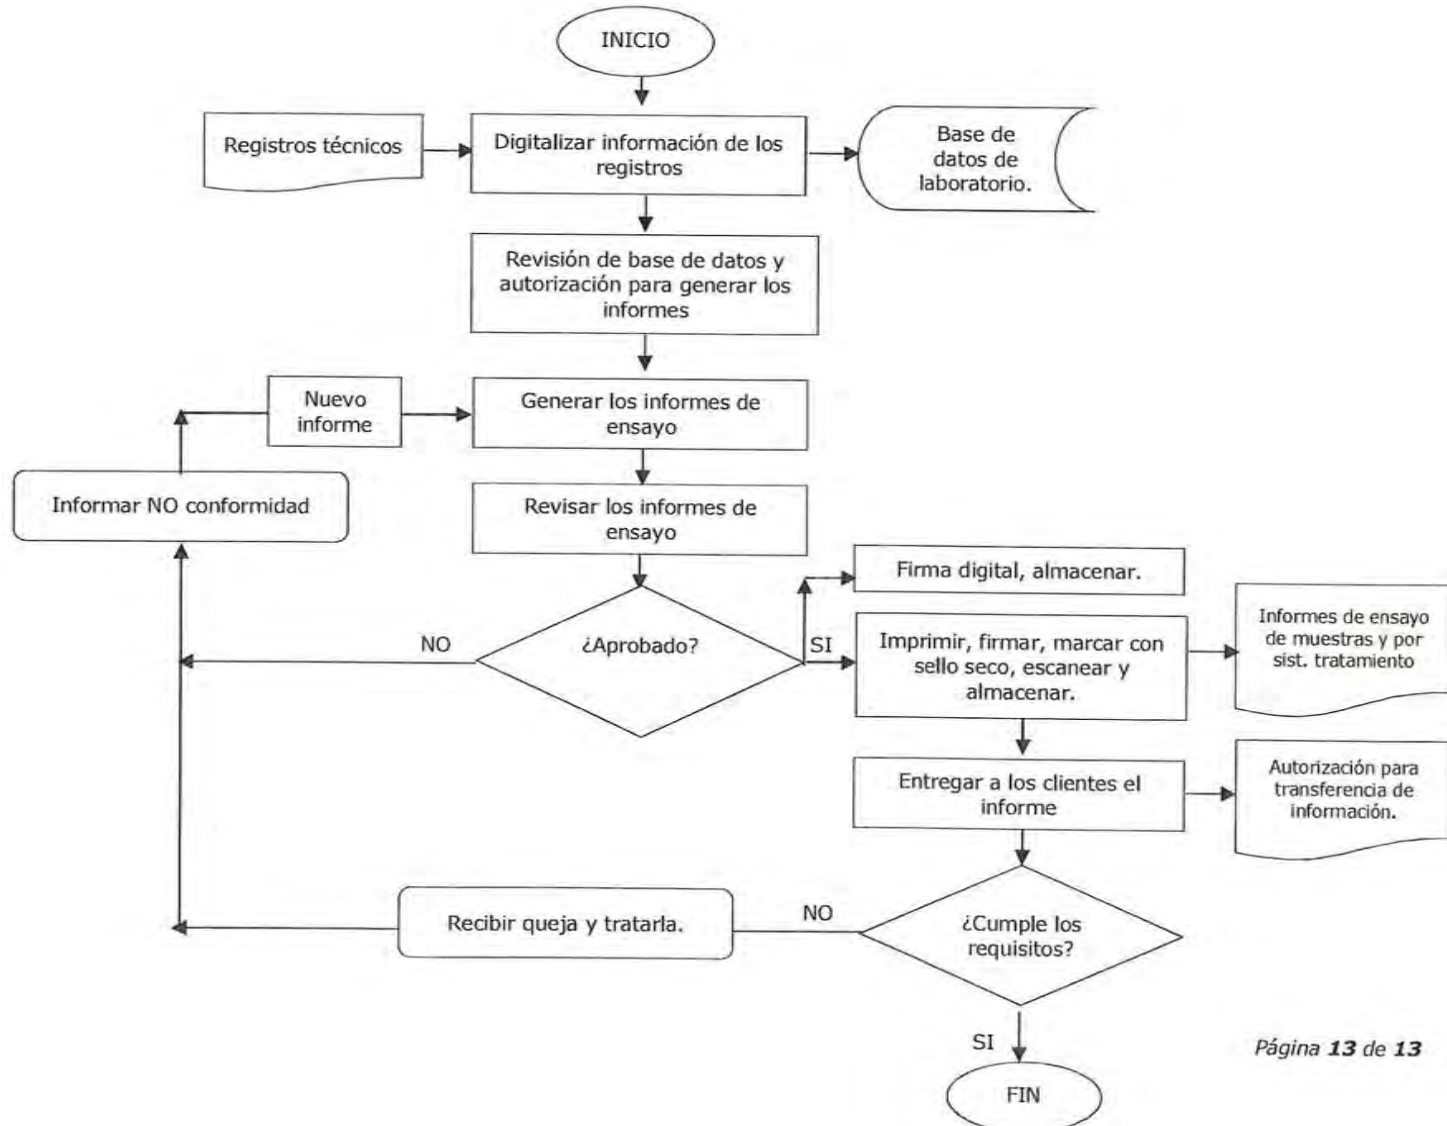 INICIO
Registros técnicos
Digitalizar información de los
registros
Base de
datos de
laboratorio.
Revisión de base de datos y
autorización para generar los
informes
Nuevo
informe
Generar los informes de
ensayo
Informar NO conformidad
Revisar los informes de
ensayo
Firma digital, almacenar.
¿Aprobado?
NO
SI
Imprimir, firmar, marcar con
sello seco, escanear y
almacenar.
Informes de ensayo
de muestras y por
sist. tratamiento
Entregar a los clientes el
informe
Autorización para
transferencia de
información.
Recibir queja y tratarla.
NO
¿Cumple los
requisitos?
SI
Página 13 de 13
FIN